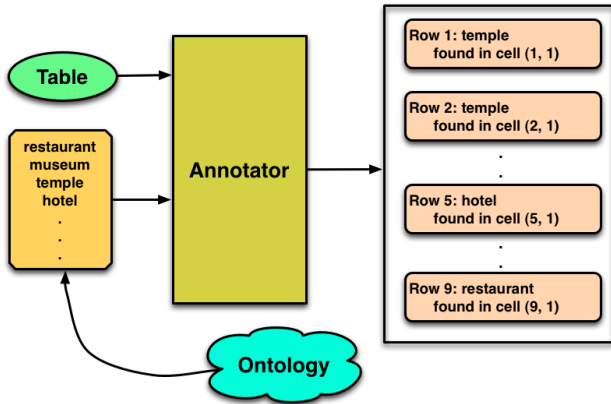 Table
restaurant
museum
temple
hotel
.
.
.
Annotator
Ontology
Row 1: temple
found in cell (1, 1)
Row 2: temple
found in cell (2, 1)
.
.
Row 5: hotel
found in cell (5, 1)
.
.
Row 9: restaurant
found in cell (9, 1)